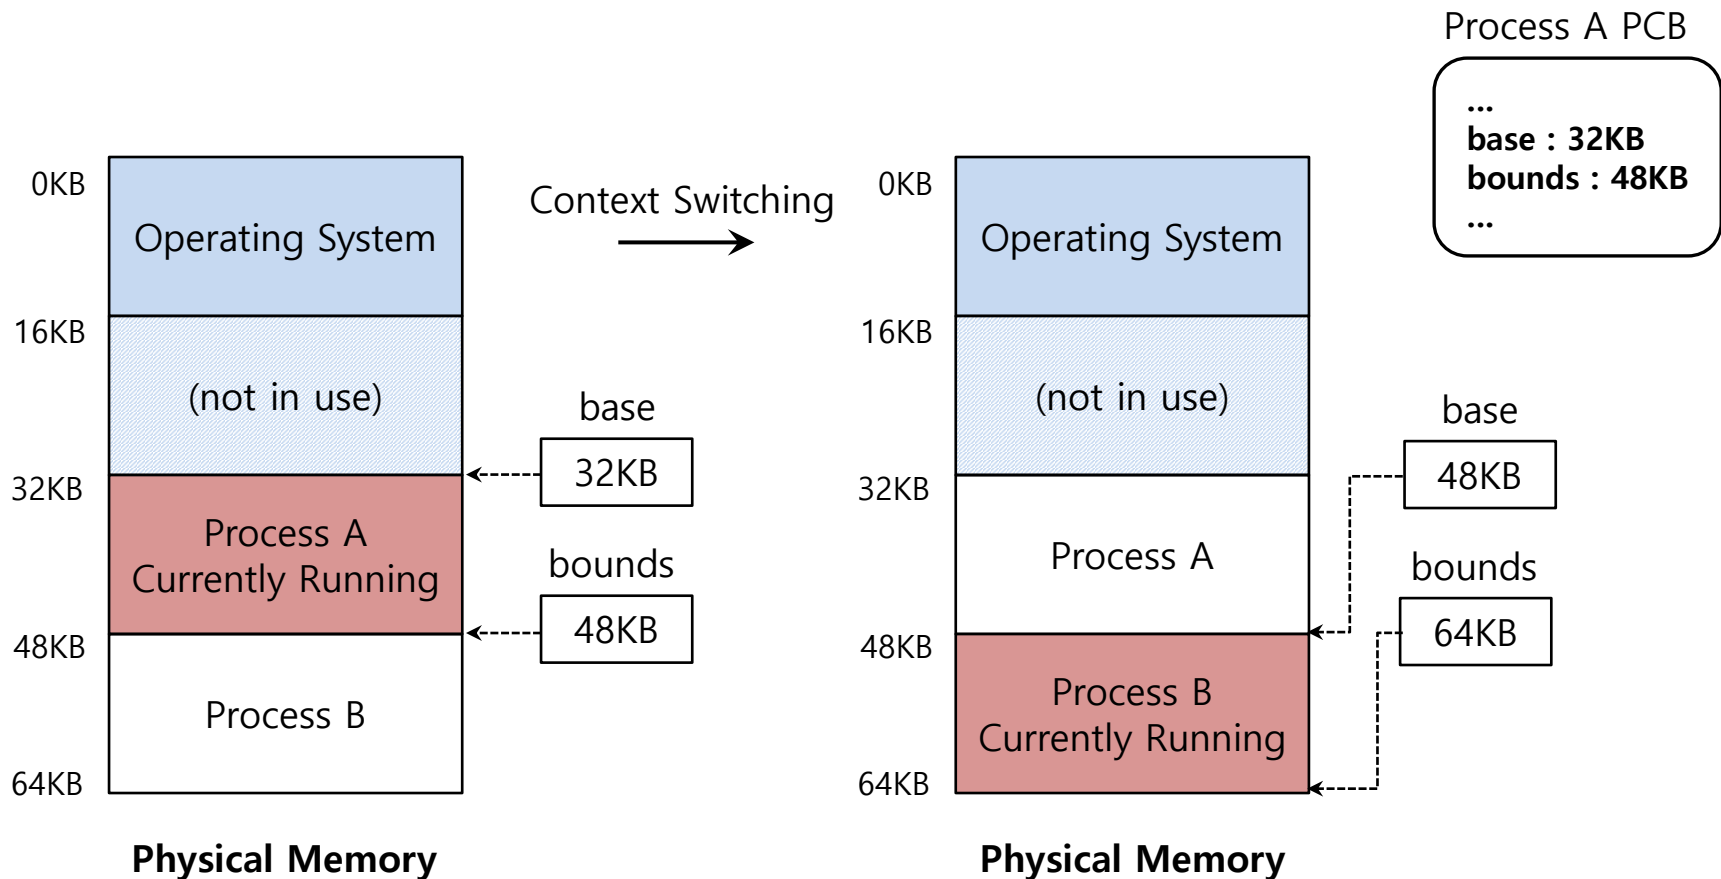 Process A PCB
...
base : 32KB
bounds : 48KB
...
0KB
Operating System
16KB
(not in use)
32KB
Process A
Currently Running
48KB
Process B
64KB
Physical Memory
base
32KB
bounds
48KB
Context Switching
0KB
Operating System
16KB
(not in use)
32KB
Process A
48KB
Process B
Currently Running
64KB
Physical Memory
base
48KB
bounds
64KB